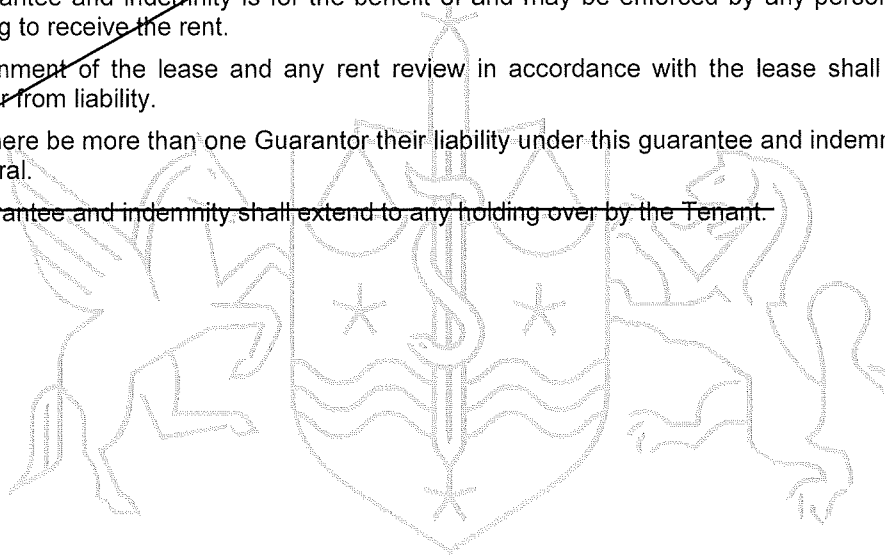 antee and indemnity is for the benefit of and may be enforced by any person
g to receive the rent.
nment of the lease and any rent review in accordance with the lease shall
r from liability.
ere be more than one Guarantor their liability under this guarantee and indemn
ral.
rantee and indemnity shall extend to any holding over by the Tenant.